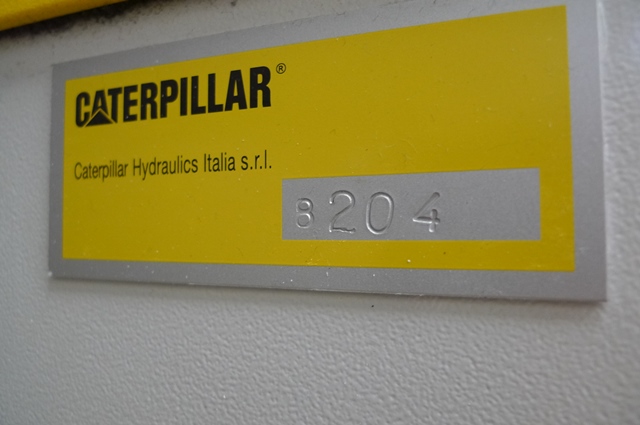 CATERPILLAR®
Caterpillar Hydraulics Italia s.r.l.
8204